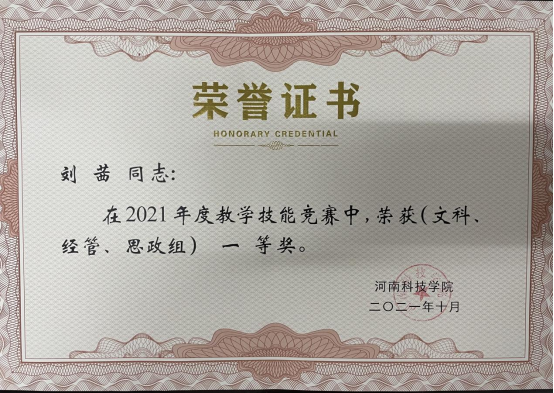 荣誉证书
HONORARY CREDENTIAL
刘 茜 同志:
在2021年度教学技能竞赛中,荣获(文科、
经管、思政组) 一 等奖。
河南科技学院
二〇二一年十月